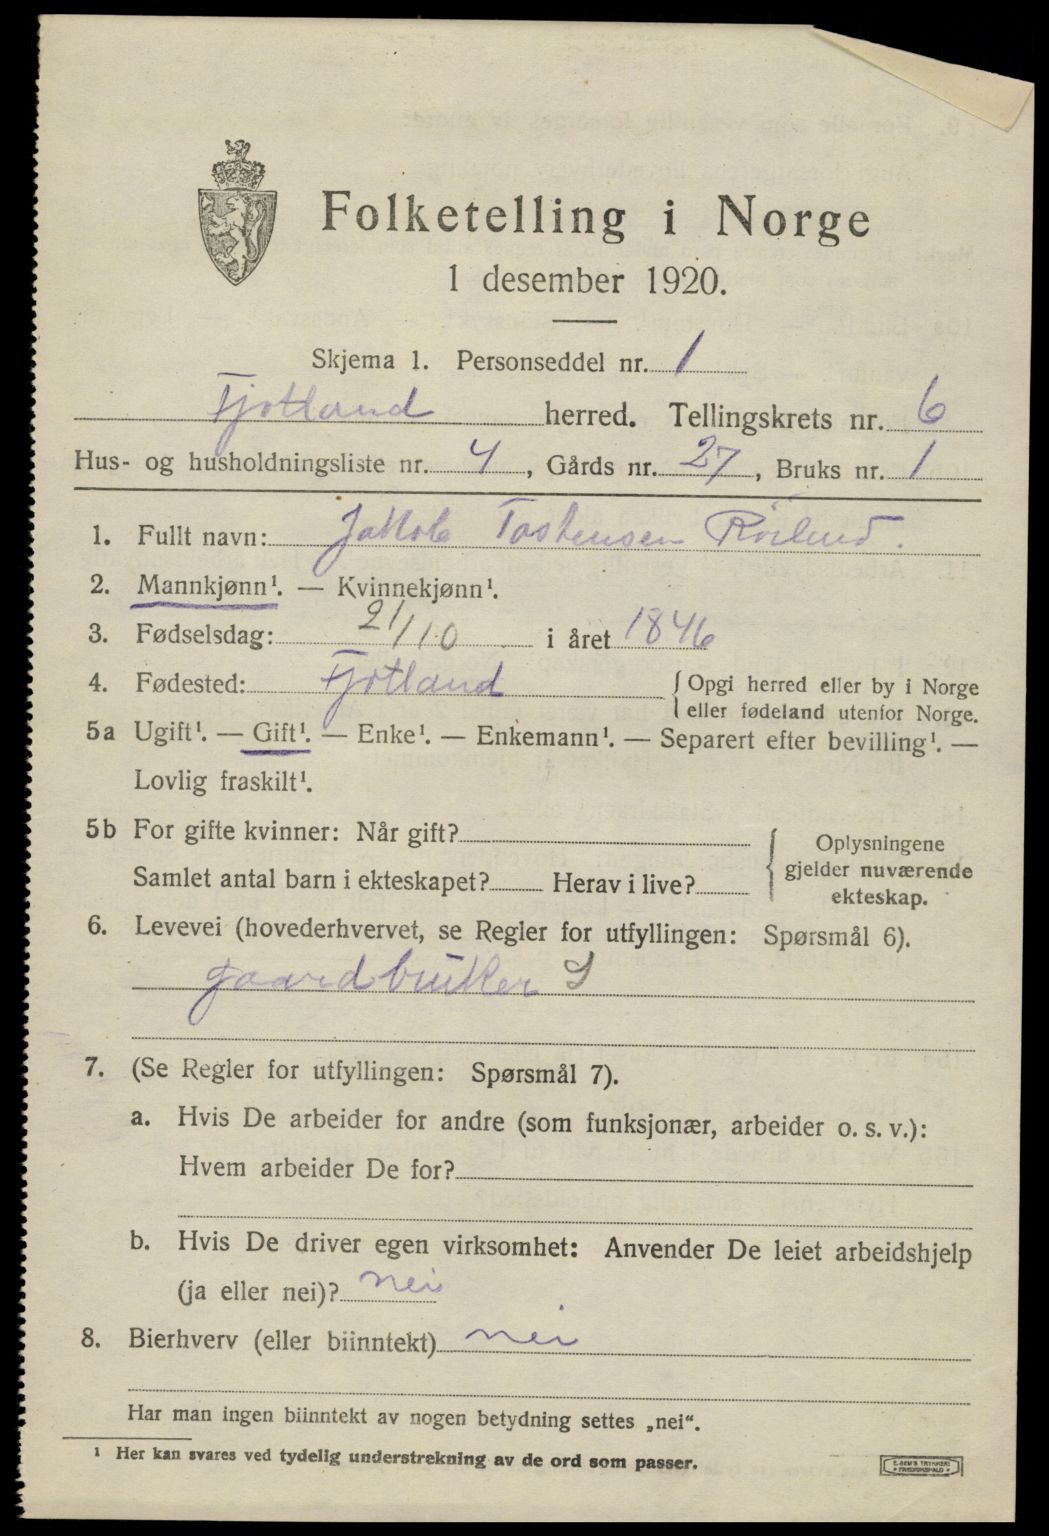 Folketelling i Norge
1 desember 1920.
Skjema 1. Personseddel nr. 1
Fjotland herred. Tellingskrets nr. 6
Hus- og husholdningsliste nr. 4, Gårds nr. 27, Bruks nr. 1
1. Fullt navn: Jakob Tostensen Röiland.
2. Mannkjønn¹. — Kvinnekjønn¹.
3. Fødselsdag: 21/10 i året 1846
4. Fødested: Fjotland { Opgi herred eller by i Norge
eller fødeland utenfor Norge.
5a Ugift¹. — Gift¹. — Enke¹. — Enkemann¹. — Separert efter bevilling¹. —
Lovlig fraskilt¹.
5b For gifte kvinner: Når gift?
Samlet antal barn i ekteskapet? Herav i live?
{ Oplysningene
gjelder nuværende
ekteskap.
6. Levevei (hovederhvervet, se Regler for utfyllingen: Spørsmål 6).
gaardbruker S
7. (Se Regler for utfyllingen: Spørsmål 7).
a. Hvis De arbeider for andre (som funksjonær, arbeider o. s. v.):
Hvem arbeider De for?
b. Hvis De driver egen virksomhet: Anvender De leiet arbeidshjelp
(ja eller nei)? nei
8. Bierhverv (eller biinntekt) nei
Har man ingen biinntekt av nogen betydning settes „nei“.
¹ Her kan svares ved tydelig understrekning av de ord som passer.